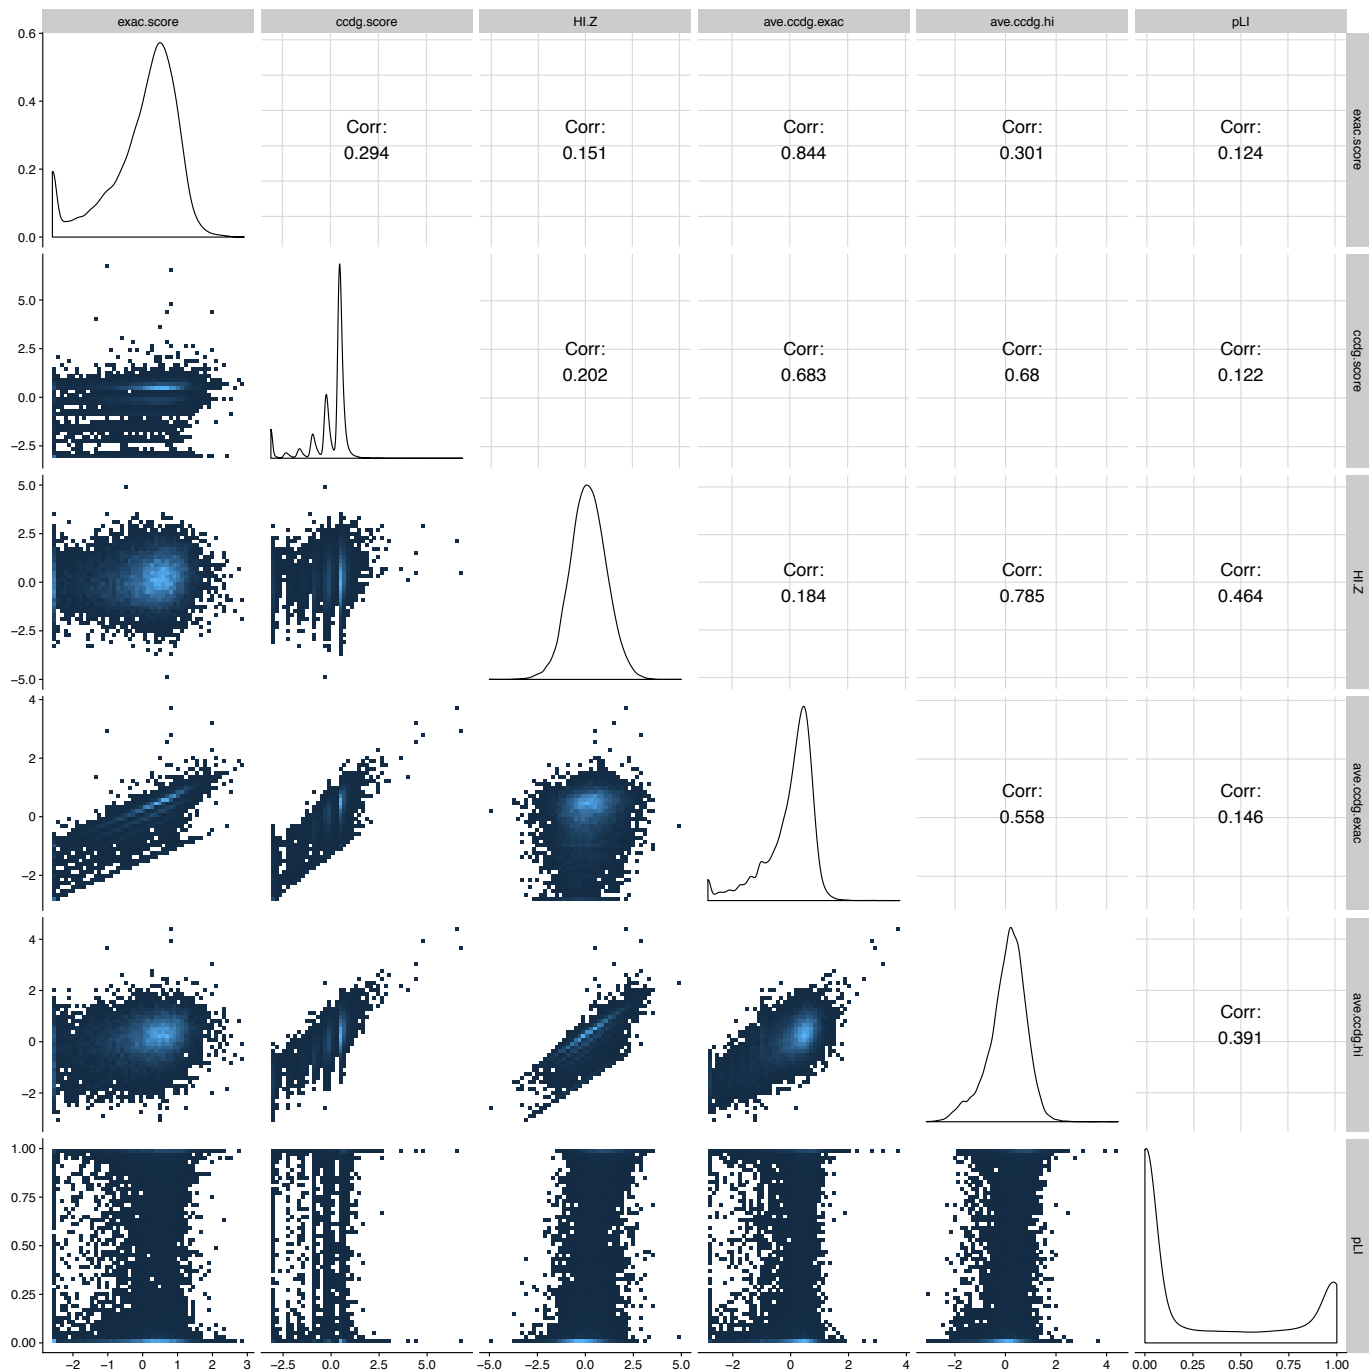 exac.score ccdg.score HI.Z ave.ccdg.exac ave.ccdg.hi pLI
0.6
0.4
0.2
0.0
Corr: Corr: Corr: Corr: Corr:
0.294 0.151 0.844 0.301 0.124
exac.score
5.0
2.5
0.0
−2.5
Corr: Corr: Corr: Corr:
0.202 0.683 0.68 0.122
ccdg.score
5.0
2.5
0.0
−2.5
−5.0
Corr: Corr: Corr:
0.184 0.785 0.464
HI.Z
4
2
0
−2
Corr: Corr:
0.558 0.146
ave.ccdg.exac
4
2
0
−2
Corr:
0.391
ave.ccdg.hi
1.00
0.75
0.50
0.25
0.00
pLI
−2 −1 0 1 2 3 −2.5 0.0 2.5 5.0 −5.0 −2.5 0.0 2.5 5.0 −2 0 2 4 −2 0 2 4 0.00 0.25 0.50 0.75 1.00